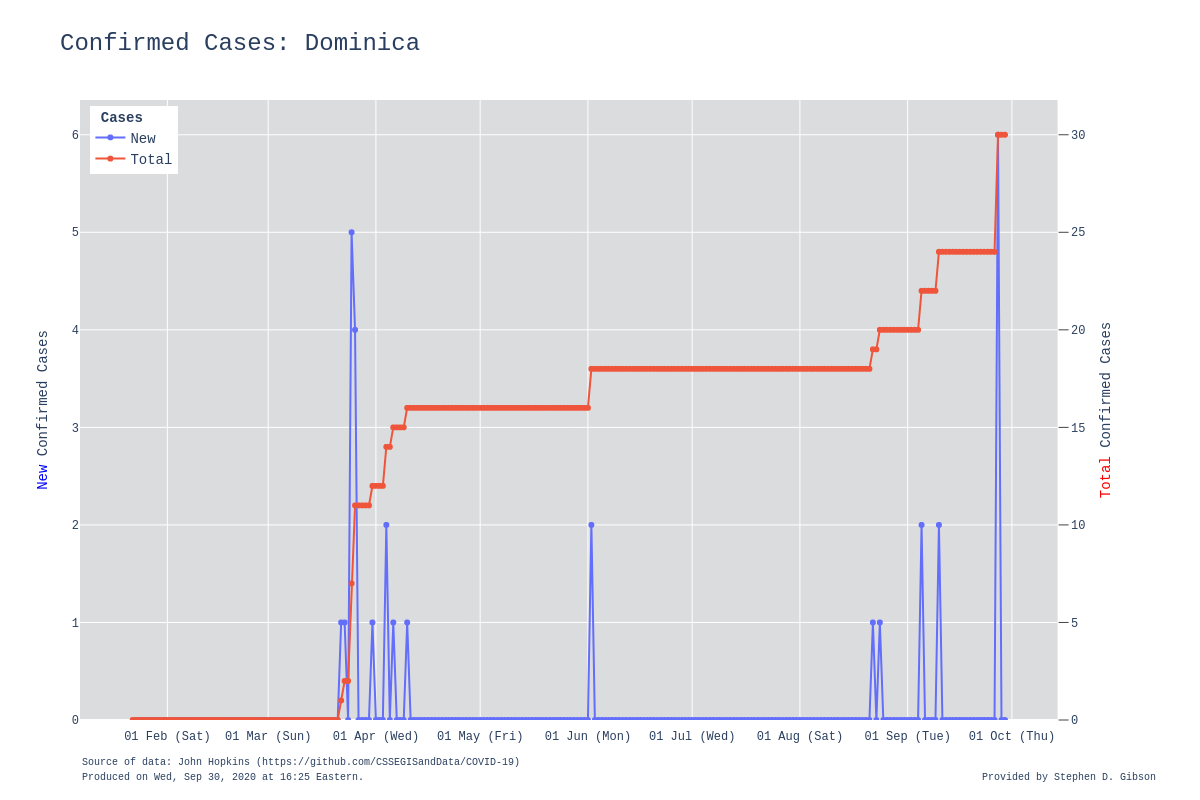 Confirmed Cases: Dominica
Cases
New
Total
6
5
4
3
2
1
0
30
25
20
15
10
5
0
New Confirmed Cases
Total Confirmed Cases
01 Feb (Sat) 01 Mar (Sun) 01 Apr (Wed) 01 May (Fri) 01 Jun (Mon) 01 Jul (Wed) 01 Aug (Sat) 01 Sep (Tue) 01 Oct (Thu)
Source of data: John Hopkins (https://github.com/CSSEGISandData/COVID-19)
Produced on Wed, Sep 30, 2020 at 16:25 Eastern.
Provided by Stephen D. Gibson